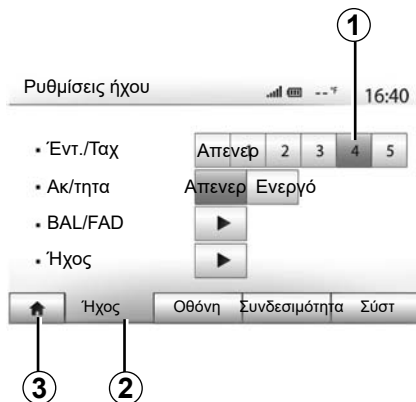 1
Ρυθμίσεις ήχου --°F 16:40
• Έντ./Ταχ Απενερ 1 2 3 4 5
• Ακ/τητα Απενερ Ενεργό
• BAL/FAD
• Ήχος
Ήχος Οθόνη Συνδεσιμότητα Σύστ
3 2